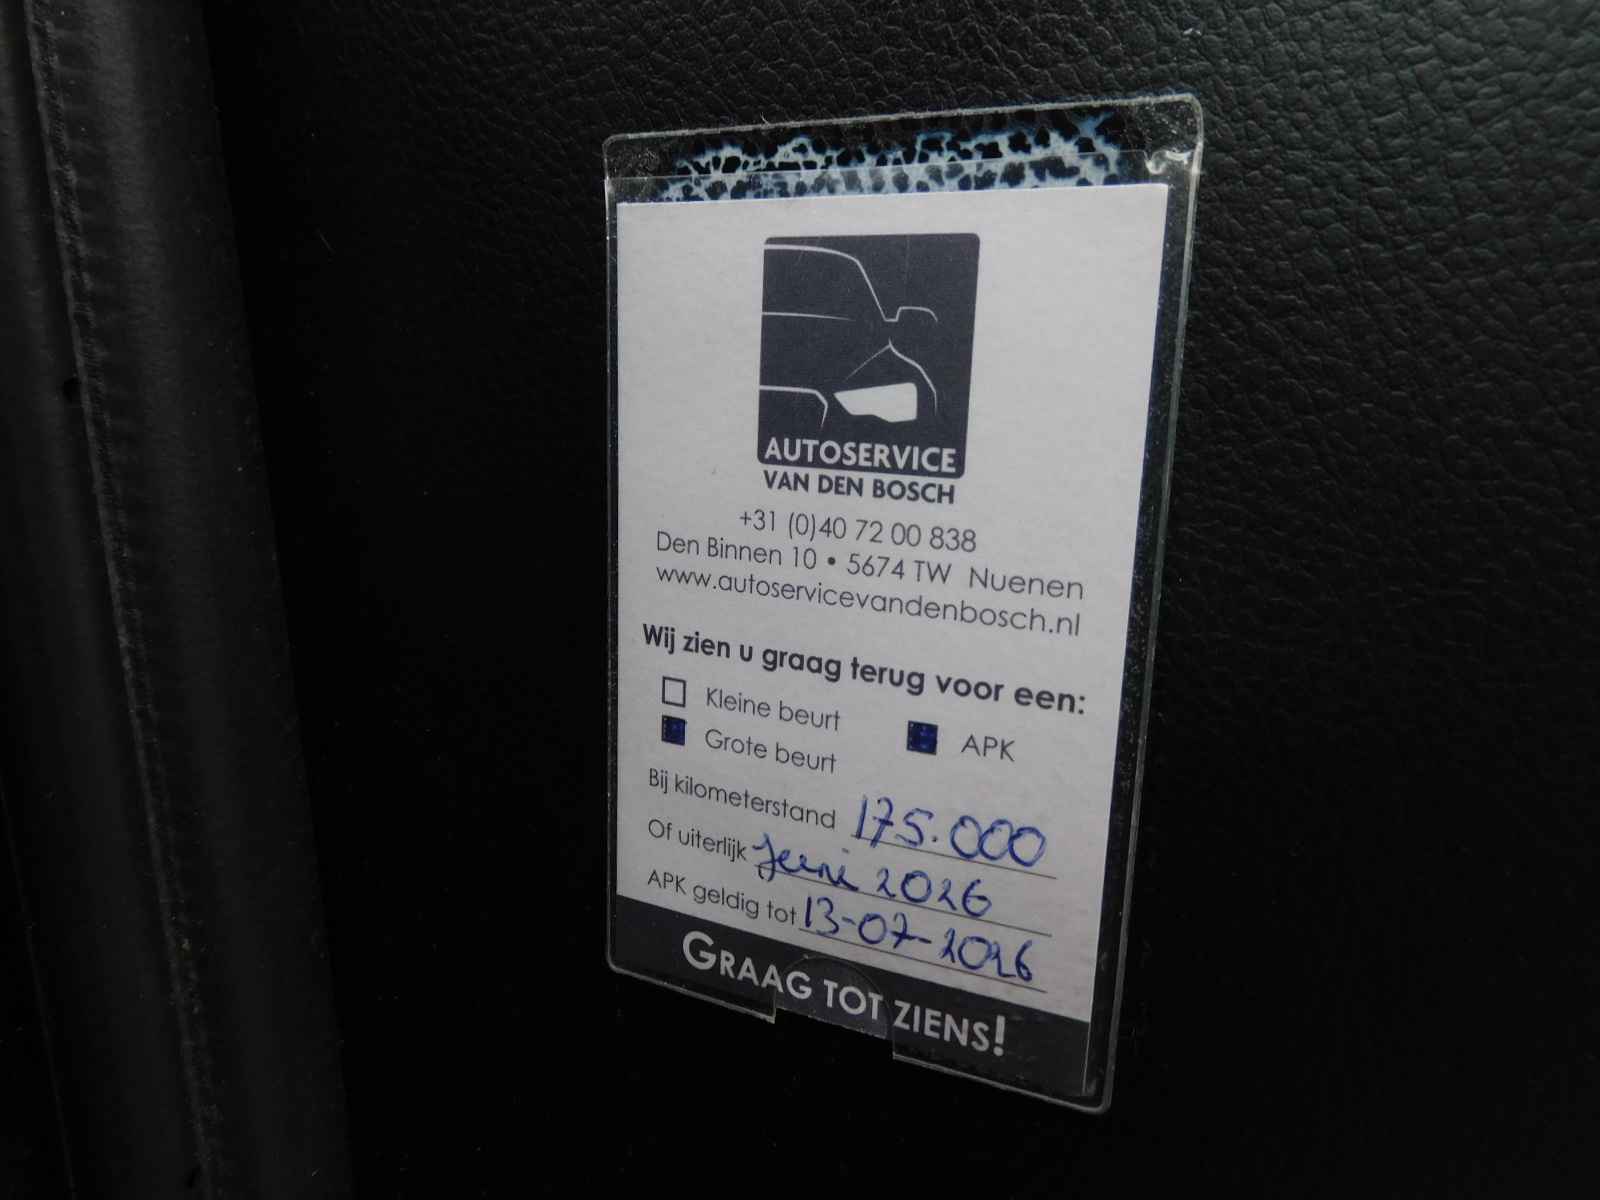 AUTOSERVICE
VAN DEN BOSCH
+31 (0)40 72 00 838
Den Binnen 10 • 5674 TW Nuenen
www.autoservicevandenbosch.nl
Wij zien u graag terug voor een:
Kleine beurt
Grote beurt APK
Bij kilometerstand 175.000
Of uiterlijk Juni 2026
APK geldig tot 13-07-2026
GRAAG TOT ZIENS!